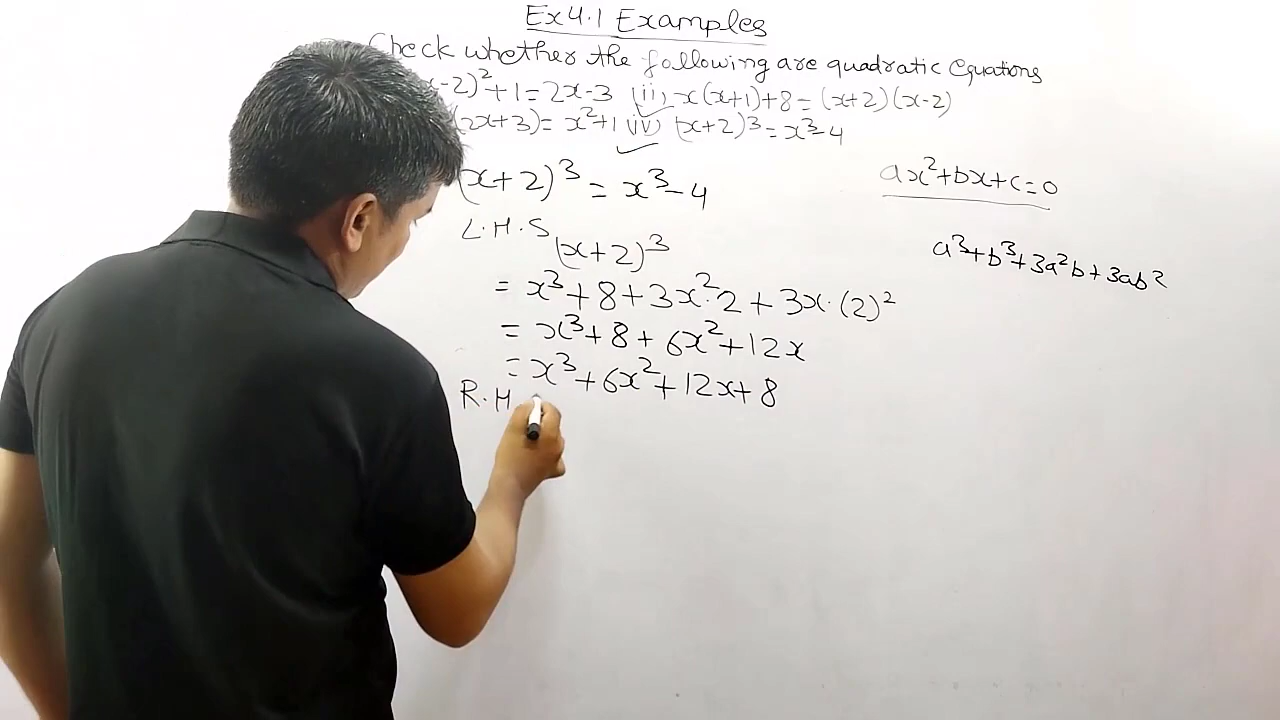 Ex 4.1 Examples
Check whether the following are quadratic Equations
-2)² + 1 = 2x - 3 (ii) x(x+1) + 8 = (x+2)(x-2)
(2x+3) = x² + 1 (iv) (x+2)³ = x³ - 4
(x+2)³ = x³ - 4
ax² + bx + c = 0
L.H.S
(x+2)³
a³ + b³ + 3a²b + 3ab²
= x³ + 8 + 3x²·2 + 3x·(2)²
= x³ + 8 + 6x² + 12x
= x³ + 6x² + 12x + 8
R.H